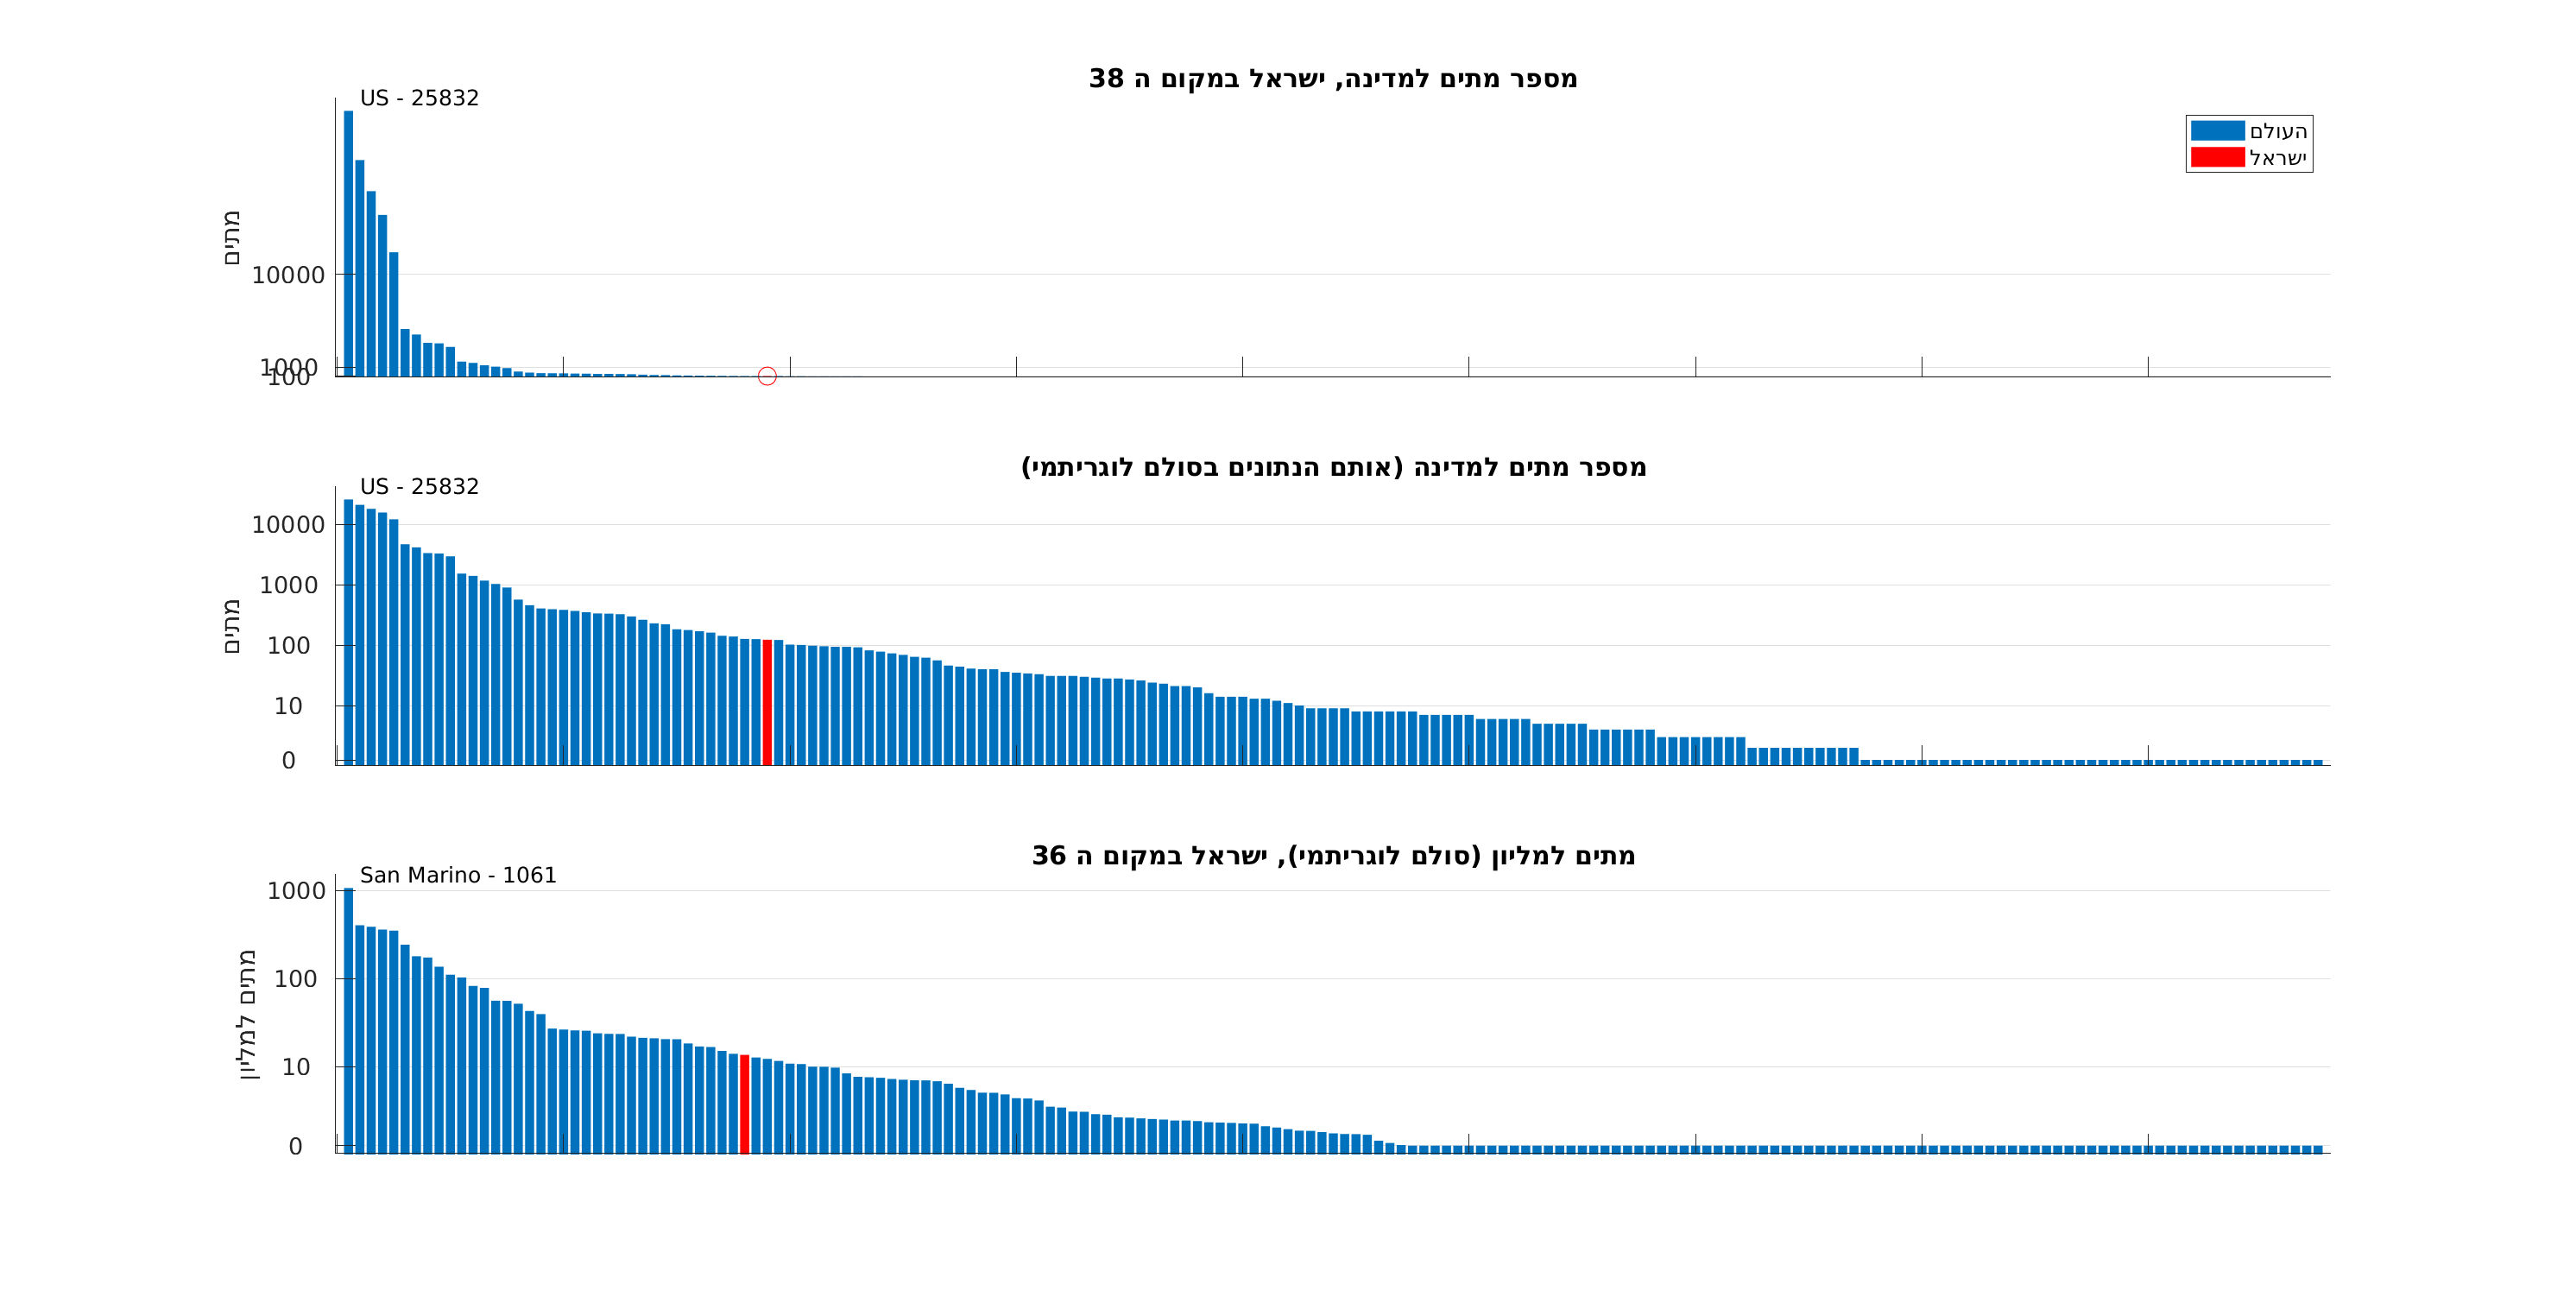 מספר מתים למדינה, ישראל במקום ה 38
US - 25832
העולם
ישראל
מתים
10000
1000
100
מספר מתים למדינה (אותם הנתונים בסולם לוגריתמי)
US - 25832
מתים
10000
1000
100
10
0
מתים למליון (סולם לוגריתמי), ישראל במקום ה 36
San Marino - 1061
מתים למליון
1000
100
10
0